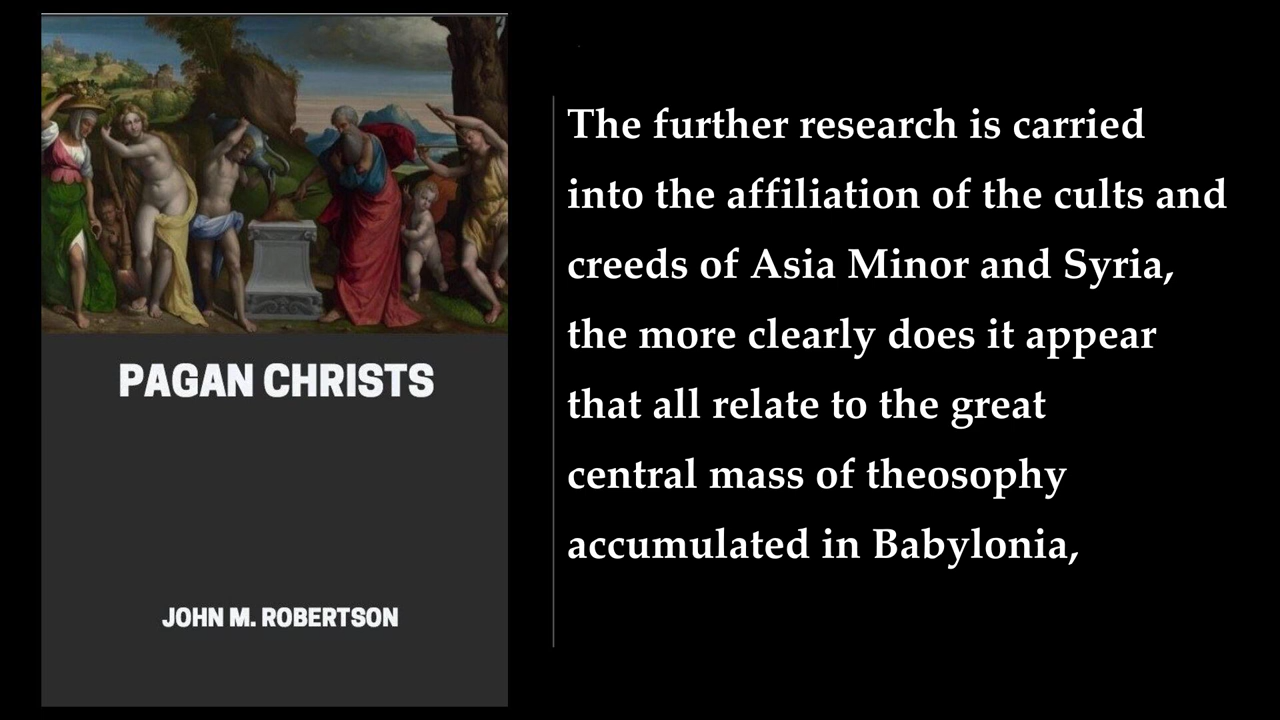 PAGAN CHRISTS
JOHN M. ROBERTSON
The further research is carried
into the affiliation of the cults and
creeds of Asia Minor and Syria,
the more clearly does it appear
that all relate to the great
central mass of theosophy
accumulated in Babylonia,